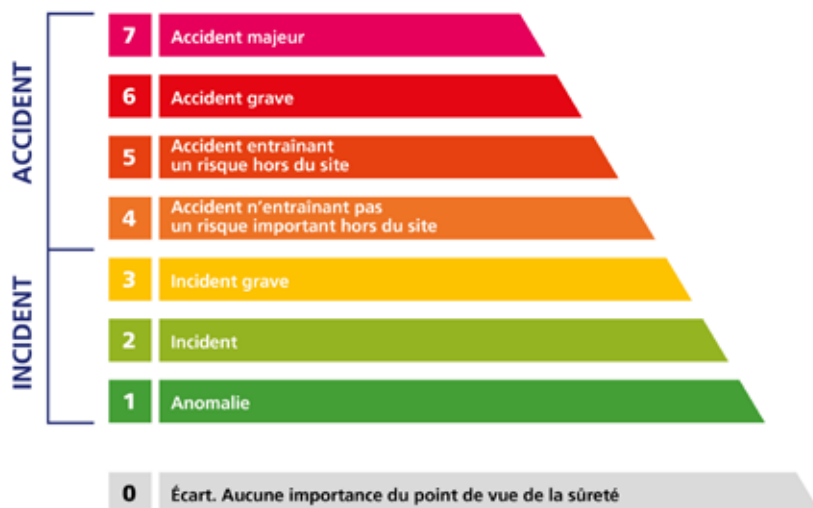 ACCIDENT
7 Accident majeur
6 Accident grave
5 Accident entraînant
un risque hors du site
4 Accident n'entraînant pas
un risque important hors du site
INCIDENT
3 Incident grave
2 Incident
1 Anomalie
0 Écart. Aucune importance du point de vue de la sûreté